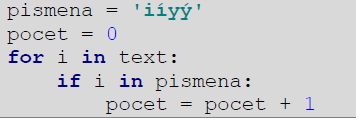 pismena = 'iíyý'
pocet = 0
for i in text:
    if i in pismena:
        pocet = pocet + 1